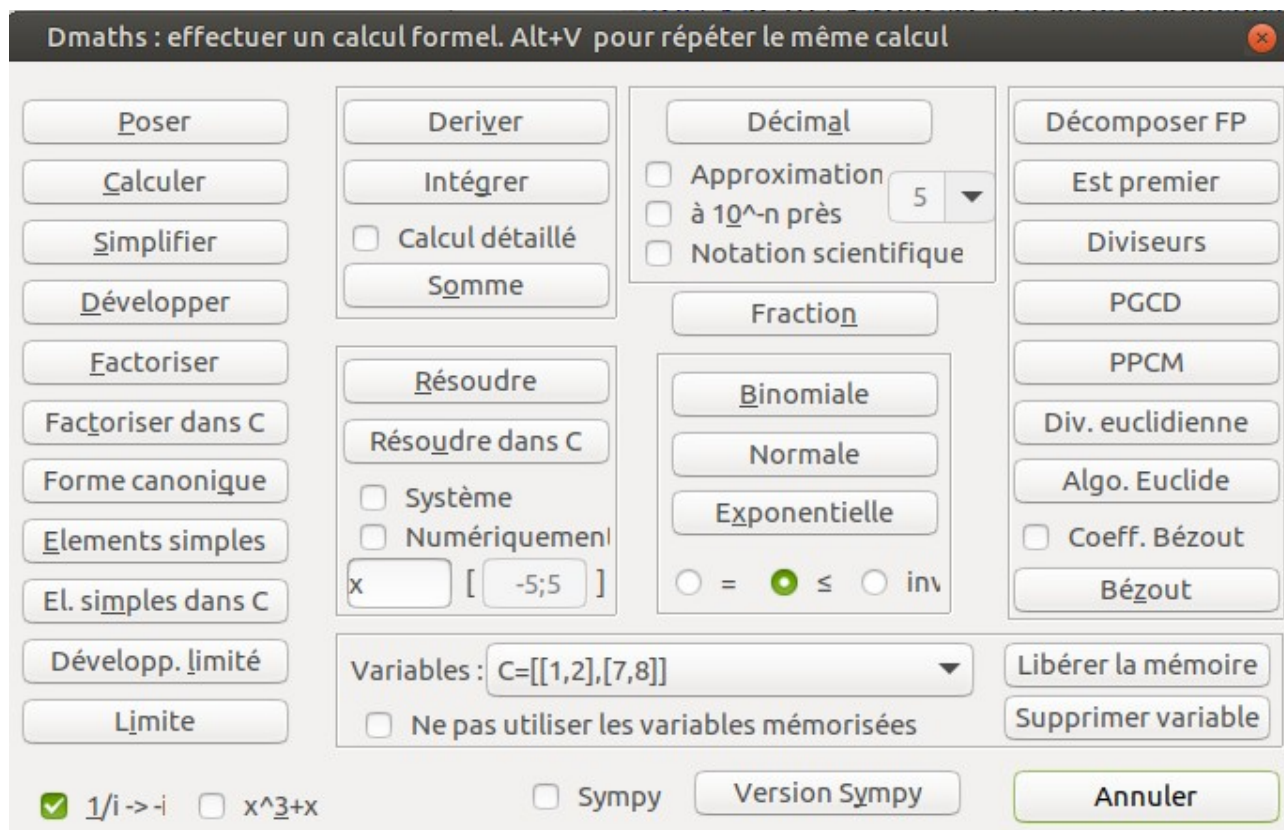 Dmaths : effectuer un calcul formel. Alt+V pour répéter le même calcul
Poser
Calculer
Simplifier
Développer
Factoriser
Factoriser dans C
Forme canonique
Elements simples
El. simples dans C
Développ. limité
Limite
1/i -> -i
x^3+x
Deriver
Intégrer
Calcul détaillé
Somme
Résoudre
Résoudre dans C
Système
Numériquement
x [ -5;5 ]
Décimal
Approximation
à 10^-n près
5
Notation scientifique
Fraction
Binomiale
Normale
Exponentielle
= ≤ inv
Décomposer FP
Est premier
Diviseurs
PGCD
PPCM
Div. euclidienne
Algo. Euclide
Coeff. Bézout
Bézout
Variables : C=[[1,2],[7,8]]
Ne pas utiliser les variables mémorisées
Libérer la mémoire
Supprimer variable
Sympy
Version Sympy
Annuler